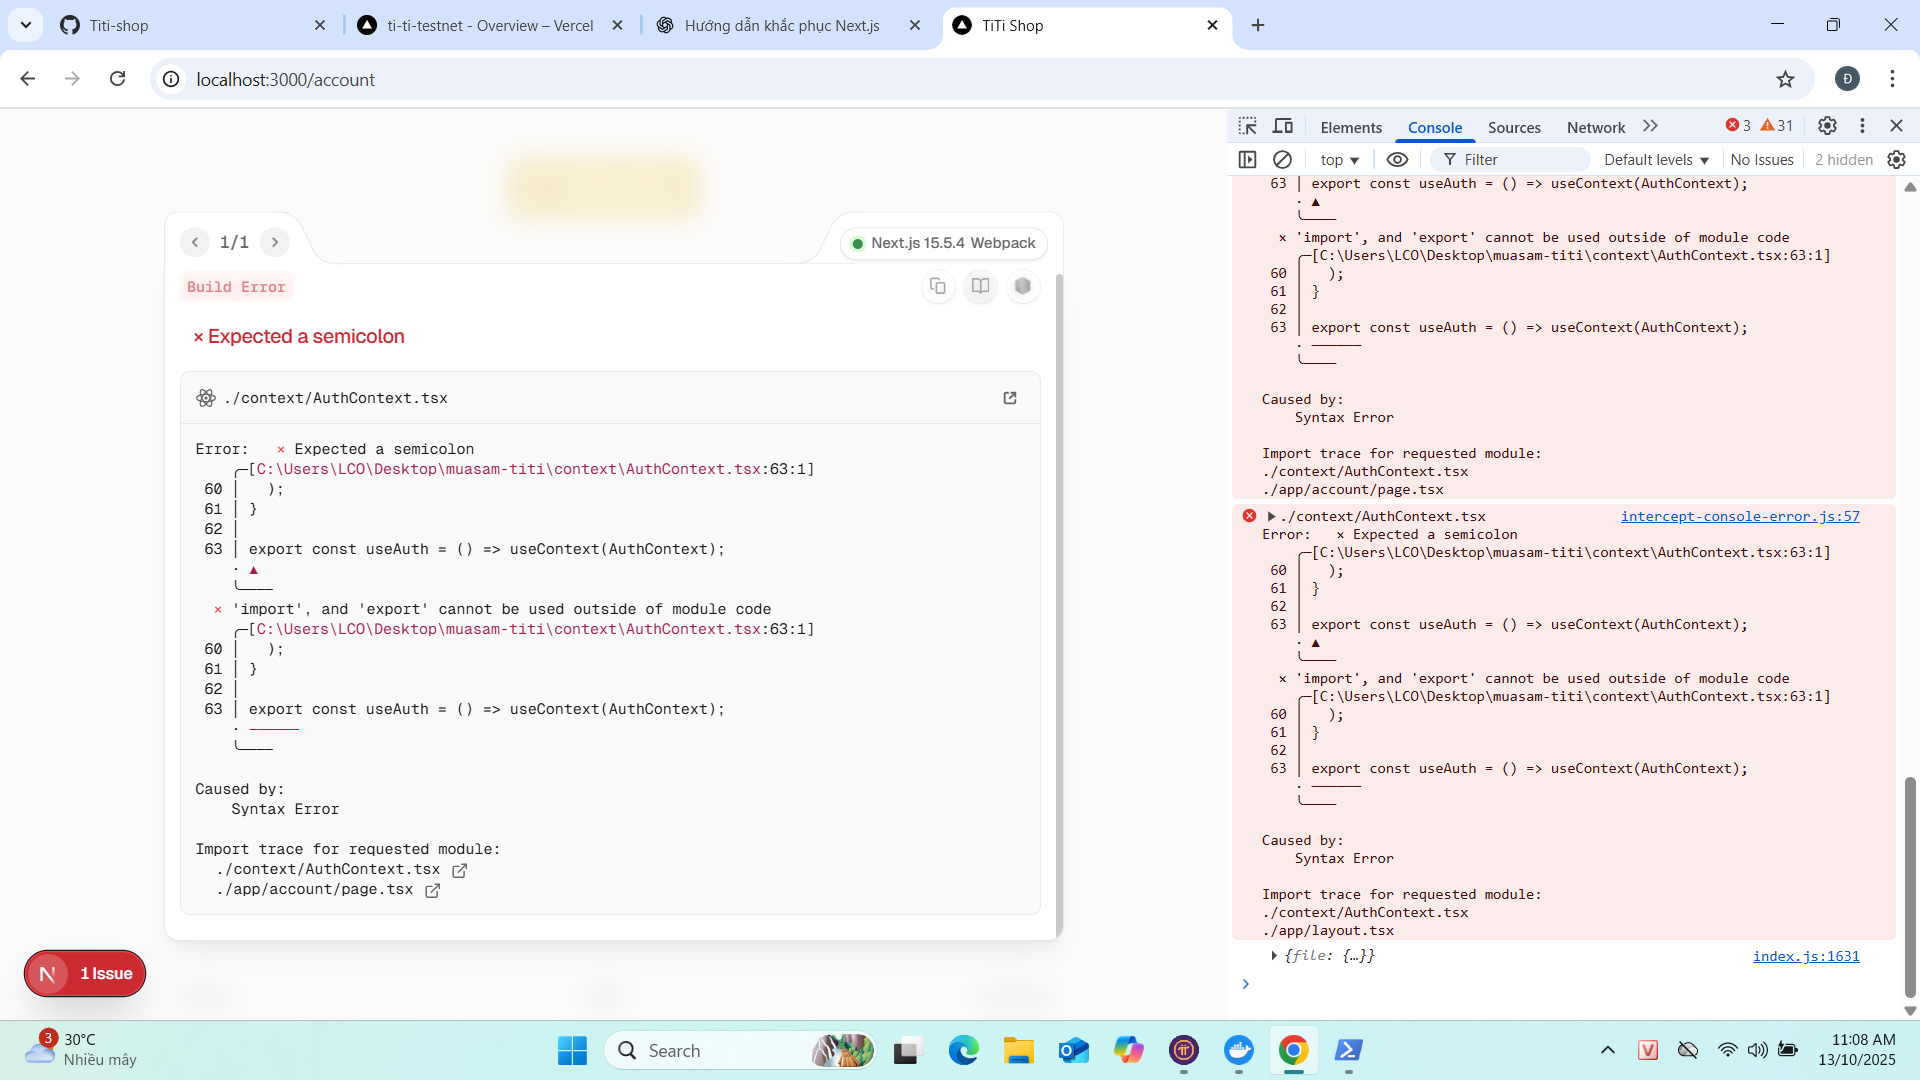 Titi-shop
ti-ti-testnet - Overview – Vercel
Hướng dẫn khắc phục Next.js
TiTi Shop
localhost:3000/account
Đ
1/1
Next.js 15.5.4 Webpack
Build Error
× Expected a semicolon
./context/AuthContext.tsx
Error:   × Expected a semicolon
╭─[C:\Users\LCO\Desktop\muasam-titi\context\AuthContext.tsx:63:1]
60 │   );
61 │ }
62 │
63 │ export const useAuth = () => useContext(AuthContext);
· ▲
╰────
× 'import', and 'export' cannot be used outside of module code
╭─[C:\Users\LCO\Desktop\muasam-titi\context\AuthContext.tsx:63:1]
60 │   );
61 │ }
62 │
63 │ export const useAuth = () => useContext(AuthContext);
· ──────
╰────
Caused by:
Syntax Error
Import trace for requested module:
./context/AuthContext.tsx
./app/account/page.tsx
N 1 Issue
Elements Console Sources Network 3 31
top Filter Default levels No Issues 2 hidden
63 │ export const useAuth = () => useContext(AuthContext);
· ▲
╰────
× 'import', and 'export' cannot be used outside of module code
╭─[C:\Users\LCO\Desktop\muasam-titi\context\AuthContext.tsx:63:1]
60 │   );
61 │ }
62 │
63 │ export const useAuth = () => useContext(AuthContext);
· ──────
╰────
Caused by:
Syntax Error
Import trace for requested module:
./context/AuthContext.tsx
./app/account/page.tsx
./context/AuthContext.tsx intercept-console-error.js:57
Error:   × Expected a semicolon
╭─[C:\Users\LCO\Desktop\muasam-titi\context\AuthContext.tsx:63:1]
60 │   );
61 │ }
62 │
63 │ export const useAuth = () => useContext(AuthContext);
· ▲
╰────
× 'import', and 'export' cannot be used outside of module code
╭─[C:\Users\LCO\Desktop\muasam-titi\context\AuthContext.tsx:63:1]
60 │   );
61 │ }
62 │
63 │ export const useAuth = () => useContext(AuthContext);
· ──────
╰────
Caused by:
Syntax Error
Import trace for requested module:
./context/AuthContext.tsx
./app/layout.tsx
{file: {…}} index.js:1631
3
30°C
Nhiều mây
Search
V
11:08 AM
13/10/2025